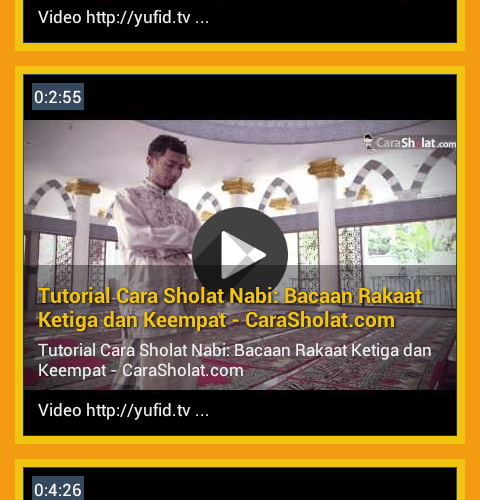 Video http://yufid.tv ...
0:2:55
CaraSholat.com
Tutorial Cara Sholat Nabi: Bacaan Rakaat
Ketiga dan Keempat - CaraSholat.com
Tutorial Cara Sholat Nabi: Bacaan Rakaat Ketiga dan
Keempat - CaraSholat.com
Video http://yufid.tv ...
0:4:26